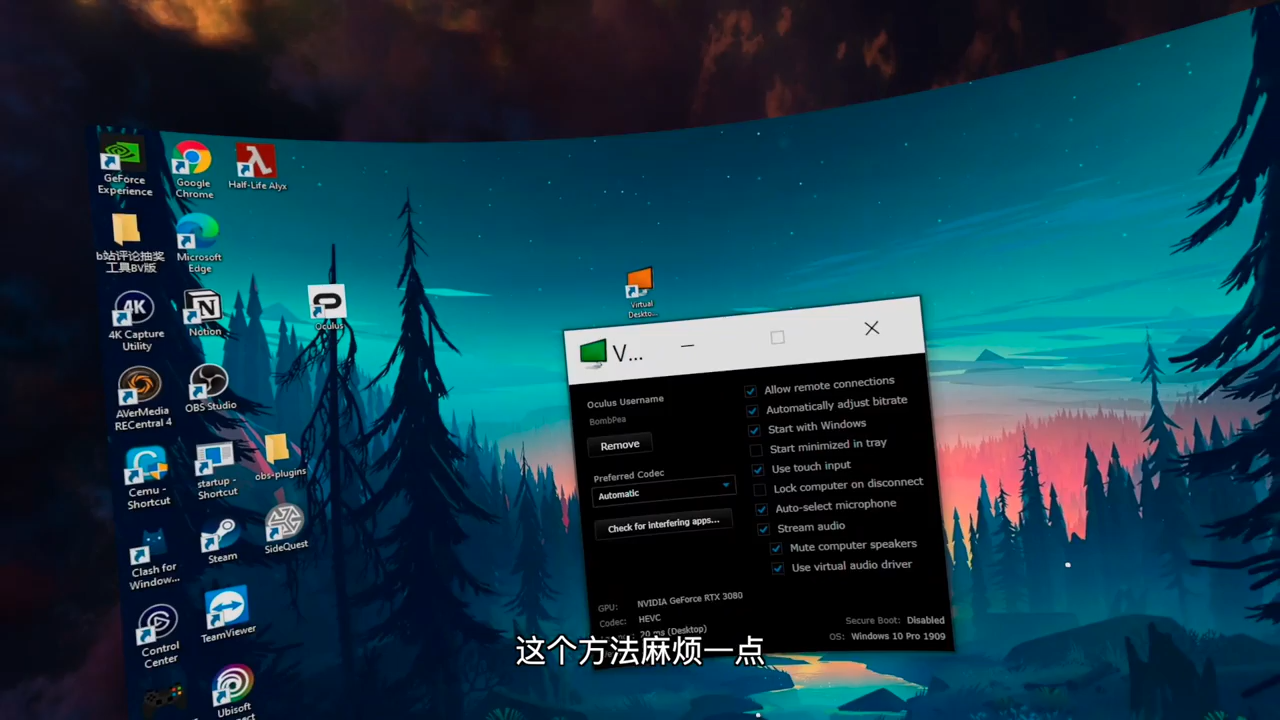 GeForce
Experience
Google
Chrome
Half-Life Alyx
b站评论抽奖
工具BV版
Microsoft
Edge
4K
4K Capture
Utility
Notion
Oculus
Virtual
Deskto...
AVerMedia
RECentral 4
OBS Studio
Cemu -
Shortcut
startup -
Shortcut
obs-plugins
Clash for
Window...
Steam
SideQuest
Control
Center
TeamViewer
Ubisoft
V...
Oculus Username
BombPea
Remove
Preferred Codec
Automatic
Check for interfering apps...
Allow remote connections
Automatically adjust bitrate
Start with Windows
Start minimized in tray
Use touch input
Lock computer on disconnect
Auto-select microphone
Stream audio
Mute computer speakers
Use virtual audio driver
GPU: NVIDIA GeForce RTX 3080
Codec: HEVC
20 ms (Desktop)
Secure Boot: Disabled
OS: Windows 10 Pro 1909
这个方法麻烦一点